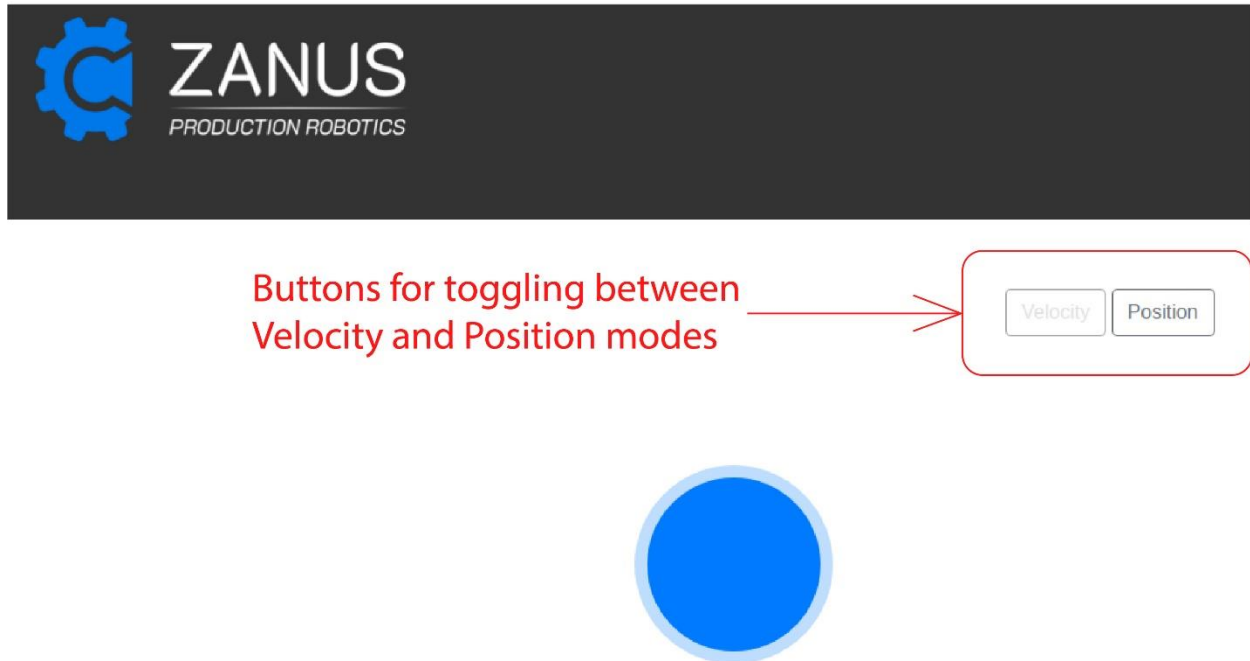 ZANUS
PRODUCTION ROBOTICS
Buttons for toggling between
Velocity and Position modes
Velocity Position